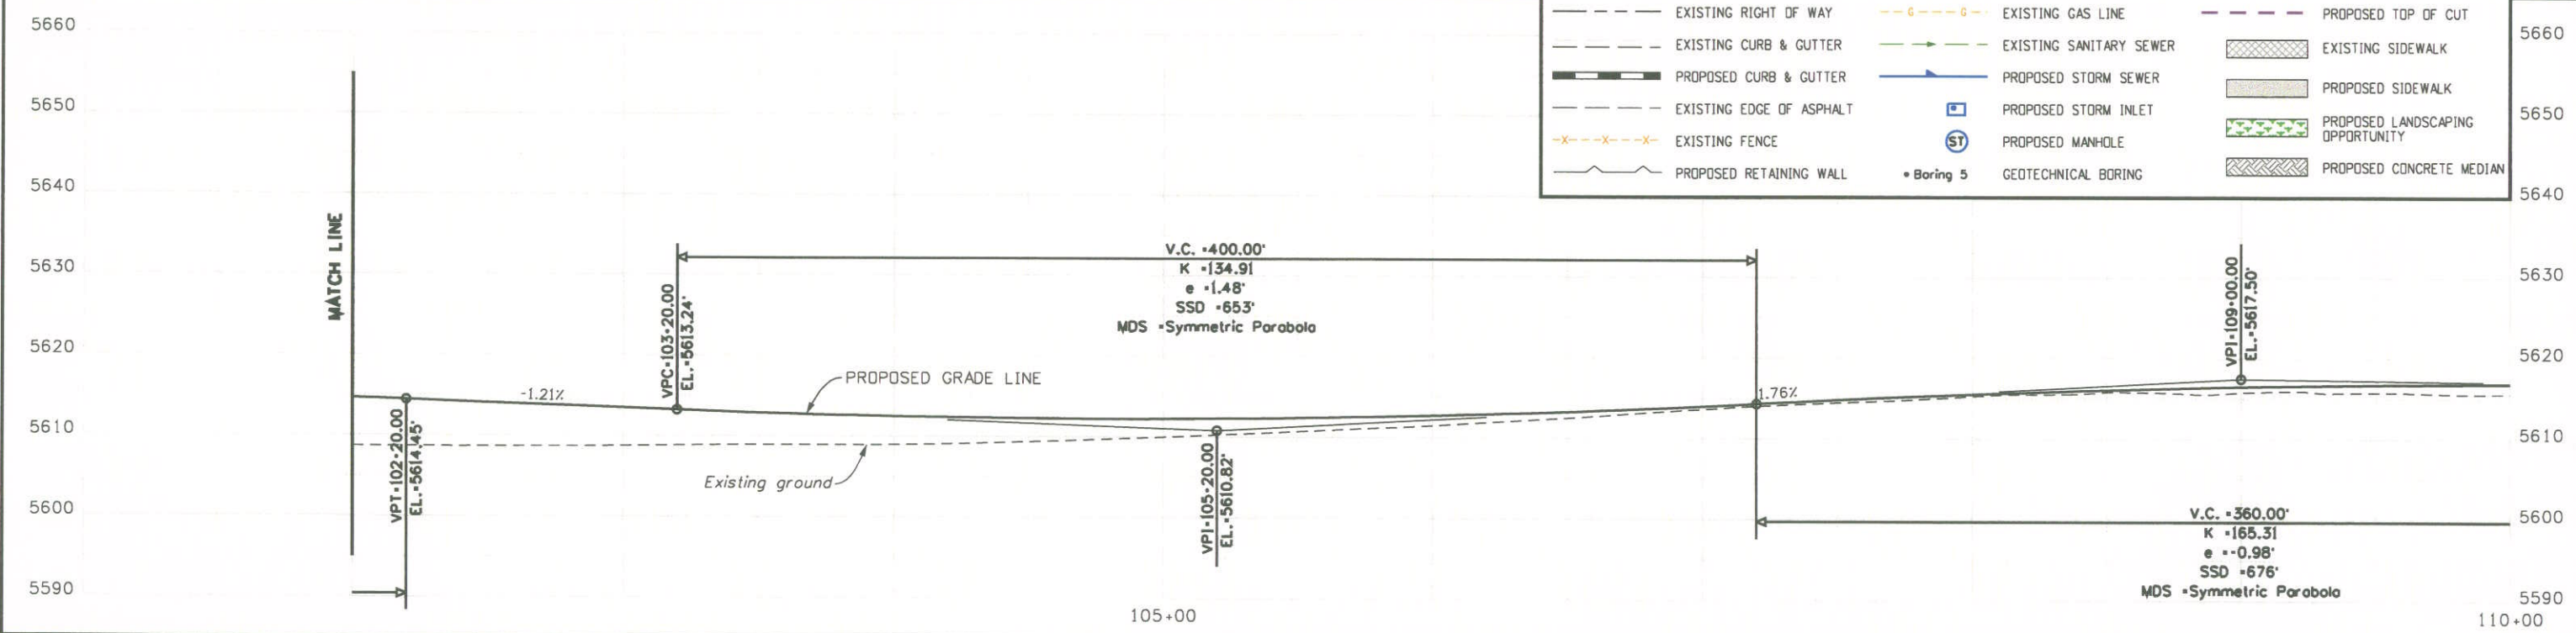 5660
5650
5640
5630
5620
5610
5600
5590
MATCH LINE
VPT=102+20.00
EL.=5614.45'
-1.21%
VPC=103+20.00
EL.=5613.24'
PROPOSED GRADE LINE
Existing ground
V.C. =400.00'
K =134.91
e =1.48'
SSD =653'
MDS =Symmetric Parabola
VPI=105+20.00
EL.=5610.82'
1.76%
VPI=109+00.00
EL.=5617.50'
V.C. =360.00'
K =165.31
e =-0.98'
SSD =676'
MDS =Symmetric Parabola
105+00
110+00
EXISTING RIGHT OF WAY
EXISTING CURB & GUTTER
PROPOSED CURB & GUTTER
EXISTING EDGE OF ASPHALT
X X X EXISTING FENCE
PROPOSED RETAINING WALL
G G EXISTING GAS LINE
EXISTING SANITARY SEWER
PROPOSED STORM SEWER
PROPOSED STORM INLET
ST PROPOSED MANHOLE
• Boring 5 GEOTECHNICAL BORING
PROPOSED TOP OF CUT
EXISTING SIDEWALK
PROPOSED SIDEWALK
PROPOSED LANDSCAPING
OPPORTUNITY
PROPOSED CONCRETE MEDIAN
5660
5650
5640
5630
5620
5610
5600
5590